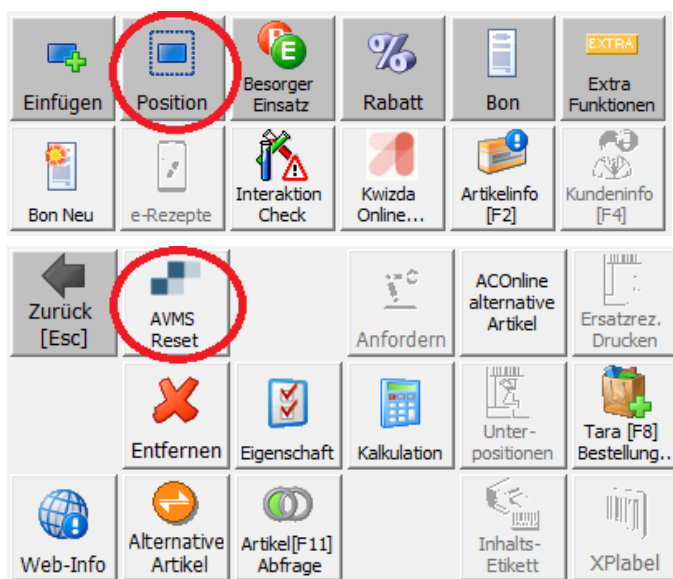 EXTRA
Einfügen
Position
Besorger
Einsatz
Rabatt
Bon
Extra
Funktionen
Bon Neu
e-Rezepte
Interaktion
Check
Kwizda
Online...
Artikelinfo
[F2]
Kundeninfo
[F4]
Zurück
[Esc]
AVMS
Reset
Anfordern
ACOnline
alternative
Artikel
Ersatzrez.
Drucken
Entfernen
Eigenschaft
Kalkulation
Unter-
positionen
Tara [F8]
Bestellung..
Web-Info
Alternative
Artikel
Artikel[F11]
Abfrage
Inhalts-
Etikett
XPlabel